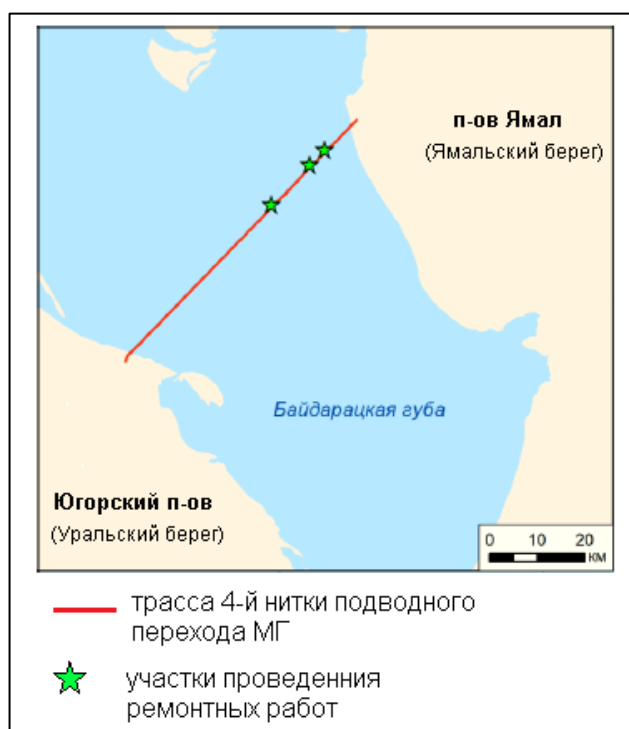 п-ов Ямал
(Ямальский берег)
Байдарацкая губа
Югорский п-ов
(Уральский берег)
0 10 20
КМ
трасса 4-й нитки подводного
перехода МГ
участки проведенния
ремонтных работ